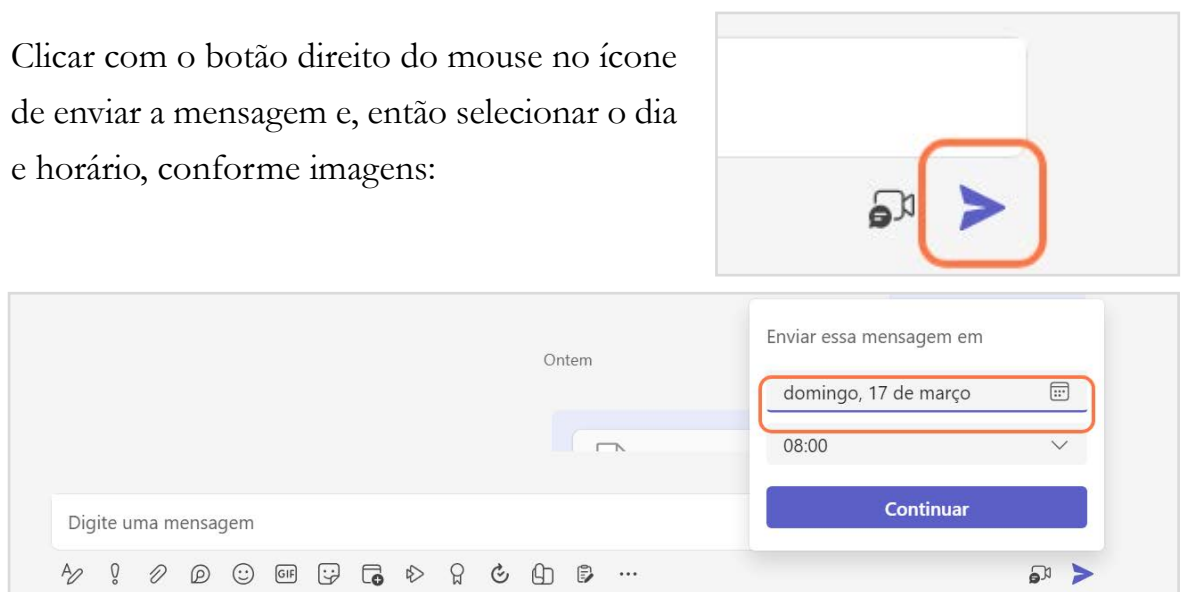 Clicar com o botão direito do mouse no ícone
de enviar a mensagem e, então selecionar o dia
e horário, conforme imagens:
Ontem
Enviar essa mensagem em
domingo, 17 de março
08:00
Continuar
Digite uma mensagem
GIF